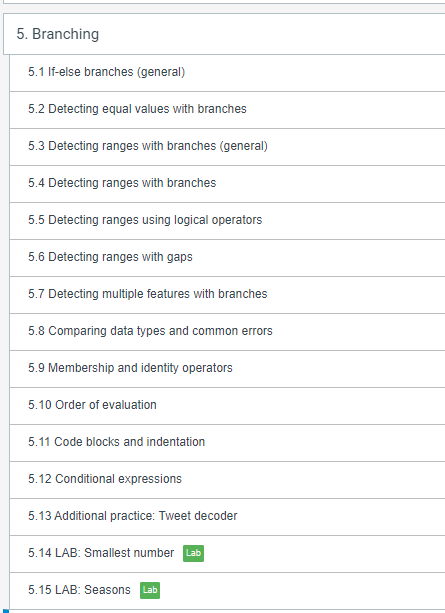 5. Branching
5.1 If-else branches (general)
5.2 Detecting equal values with branches
5.3 Detecting ranges with branches (general)
5.4 Detecting ranges with branches
5.5 Detecting ranges using logical operators
5.6 Detecting ranges with gaps
5.7 Detecting multiple features with branches
5.8 Comparing data types and common errors
5.9 Membership and identity operators
5.10 Order of evaluation
5.11 Code blocks and indentation
5.12 Conditional expressions
5.13 Additional practice: Tweet decoder
5.14 LAB: Smallest number Lab
5.15 LAB: Seasons Lab